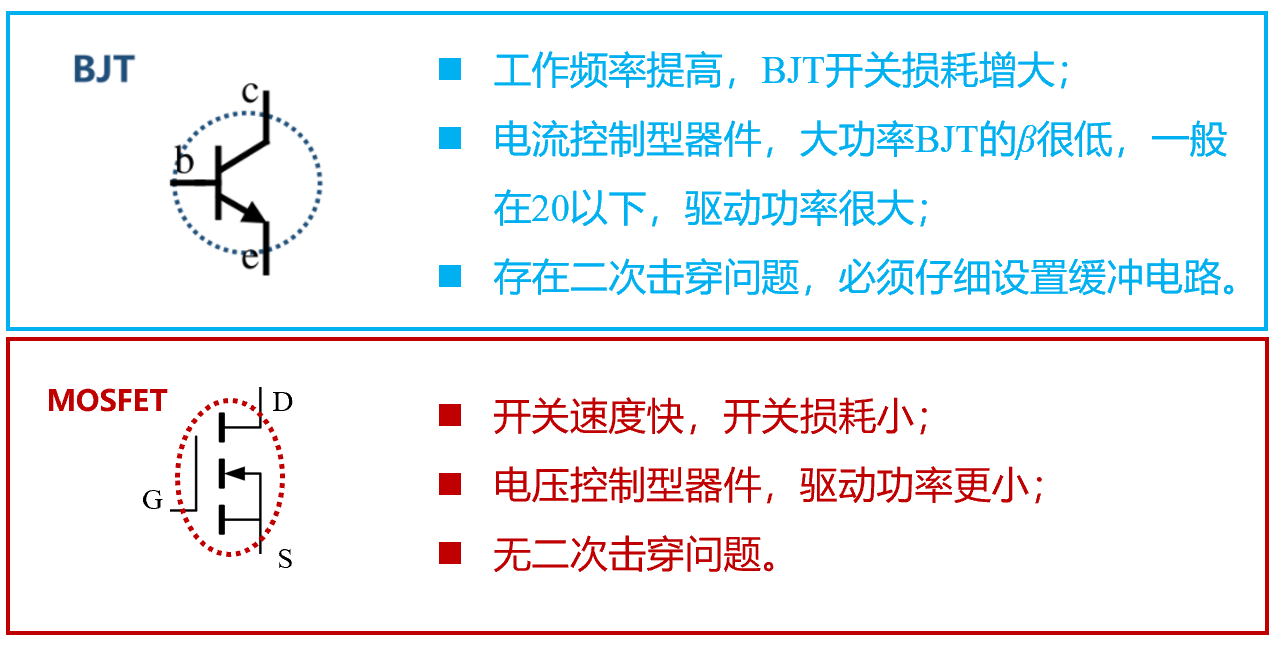 BJT
c
b
e
工作频率提高，BJT开关损耗增大；
电流控制型器件，大功率BJT的β很低，一般
在20以下，驱动功率很大；
存在二次击穿问题，必须仔细设置缓冲电路。
MOSFET
D
G
S
开关速度快，开关损耗小；
电压控制型器件，驱动功率更小；
无二次击穿问题。